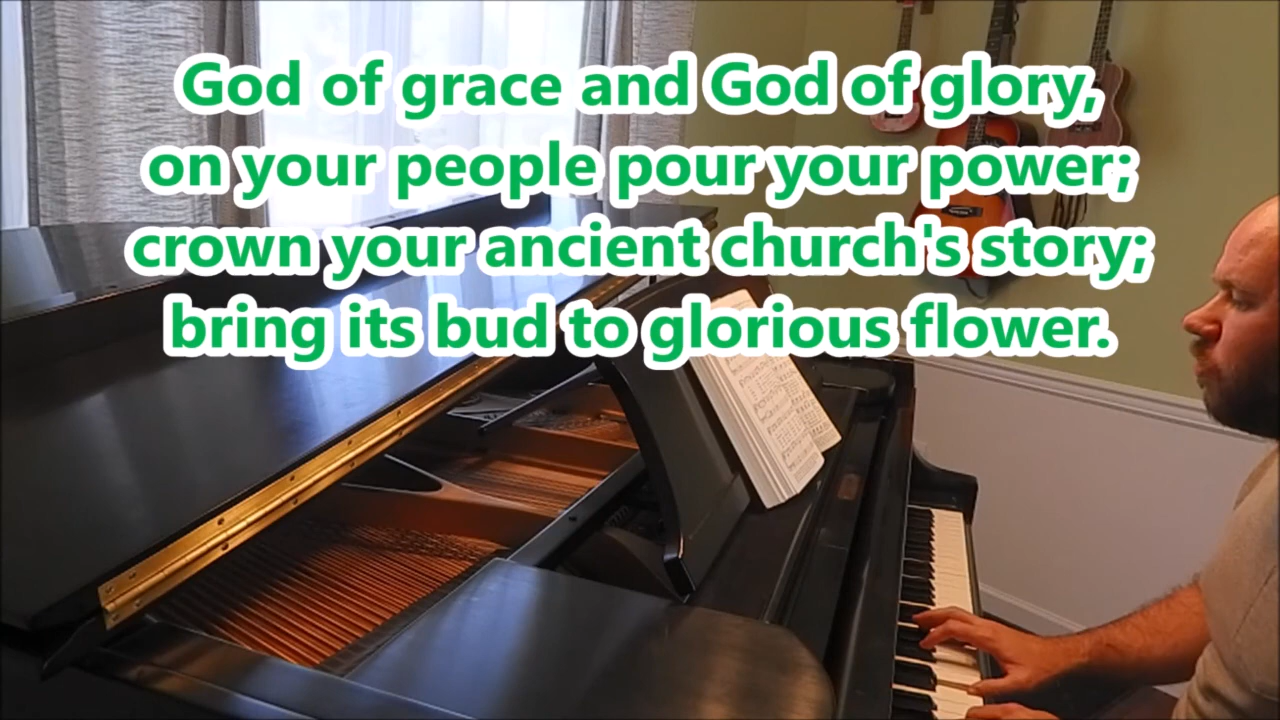 God of grace and God of glory,
on your people pour your power;
crown your ancient church's story;
bring its bud to glorious flower.